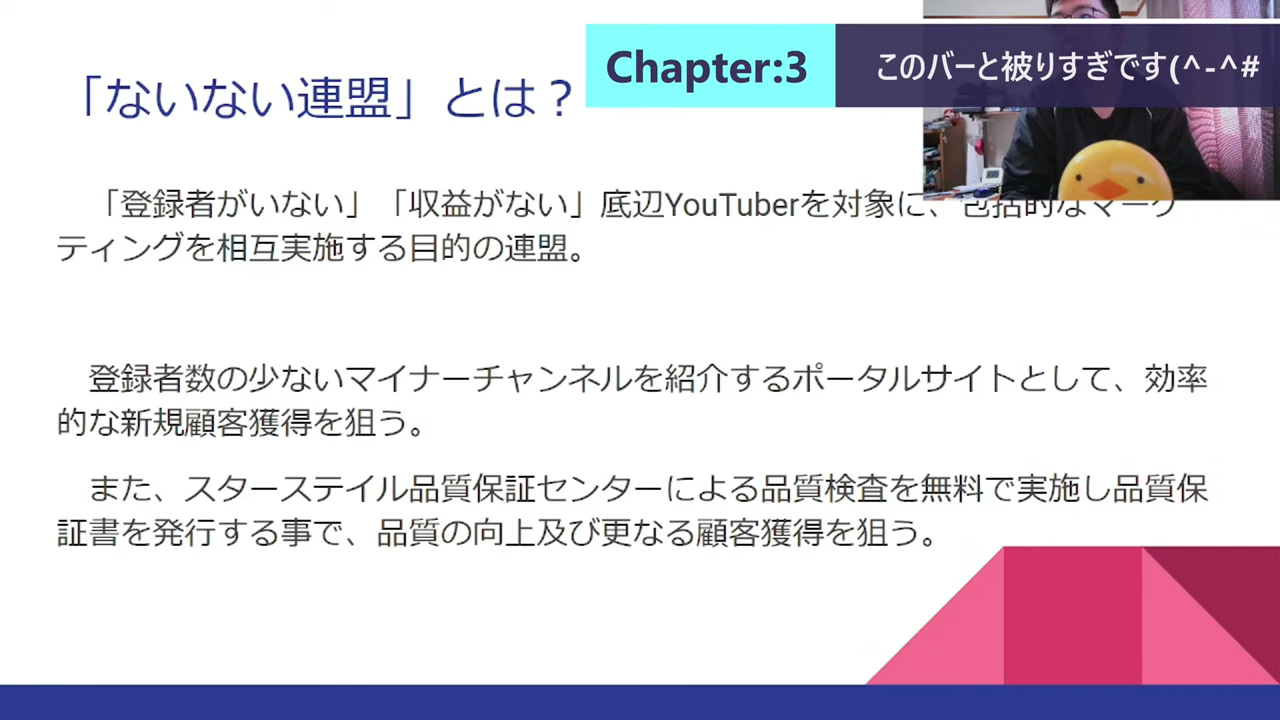 「ないない連盟」とは？
Chapter:3
このバーと被りすぎです(^-^#
「登録者がいない」「収益がない」底辺YouTuberを対象に、包括的なマーケ
ティングを相互実施する目的の連盟。
登録者数の少ないマイナーチャンネルを紹介するポータルサイトとして、効率
的な新規顧客獲得を狙う。
また、スターステイル品質保証センターによる品質検査を無料で実施し品質保
証書を発行する事で、品質の向上及び更なる顧客獲得を狙う。